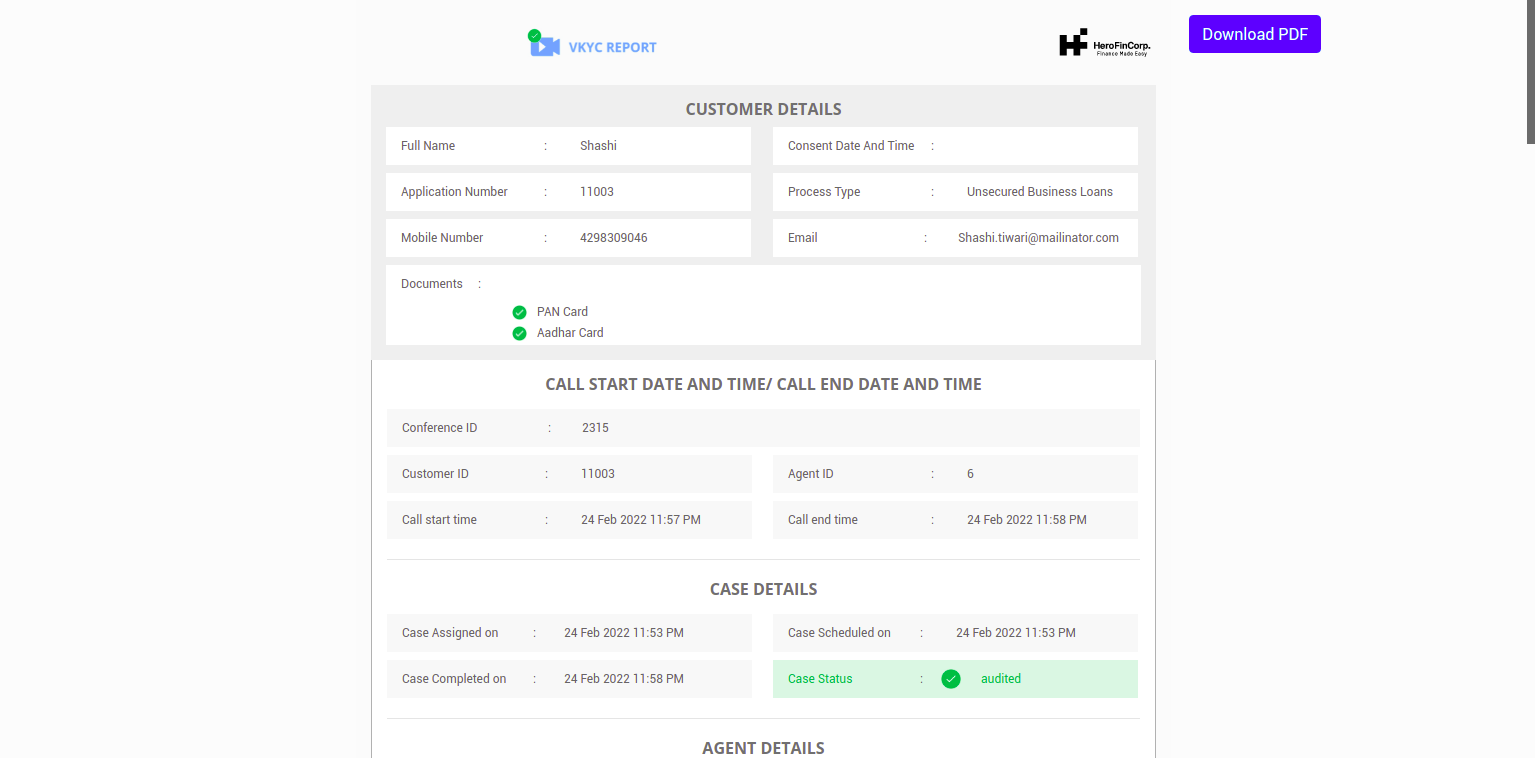 VKYC REPORT
HeroFinCorp.
Finance Made Easy
Download PDF
CUSTOMER DETAILS
Full Name : Shashi
Consent Date And Time :
Application Number : 11003
Process Type : Unsecured Business Loans
Mobile Number : 4298309046
Email : Shashi.tiwari@mailinator.com
Documents :
PAN Card
Aadhar Card
CALL START DATE AND TIME/ CALL END DATE AND TIME
Conference ID : 2315
Customer ID : 11003
Agent ID : 6
Call start time : 24 Feb 2022 11:57 PM
Call end time : 24 Feb 2022 11:58 PM
CASE DETAILS
Case Assigned on : 24 Feb 2022 11:53 PM
Case Scheduled on : 24 Feb 2022 11:53 PM
Case Completed on : 24 Feb 2022 11:58 PM
Case Status : audited
AGENT DETAILS